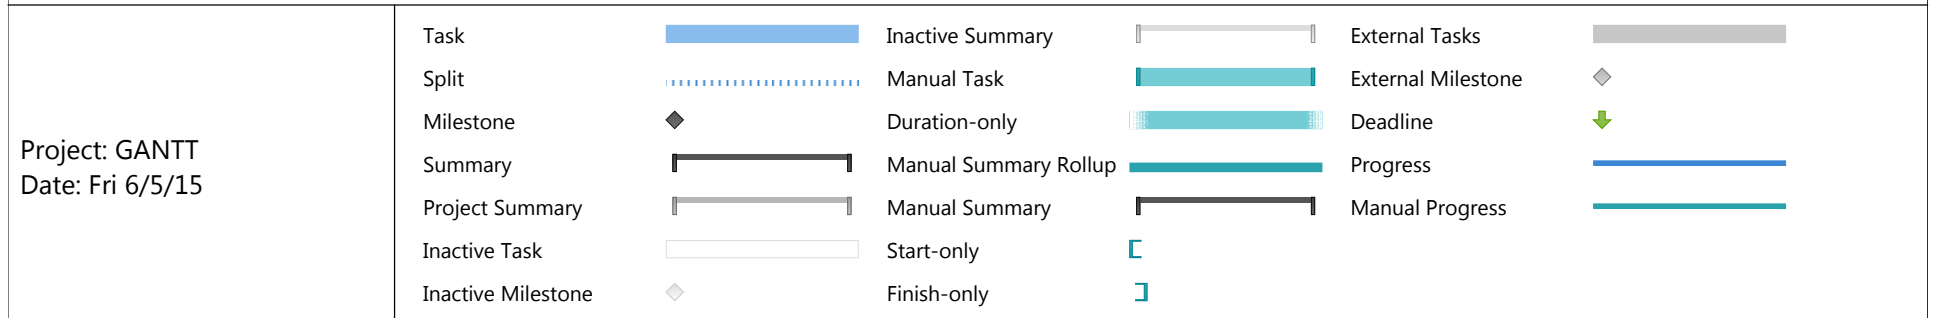 Project: GANTT
Date: Fri 6/5/15
Task
Split
Milestone
Summary
Project Summary
Inactive Task
Inactive Milestone
Inactive Summary
Manual Task
Duration-only
Manual Summary Rollup
Manual Summary
Start-only
Finish-only
External Tasks
External Milestone
Deadline
Progress
Manual Progress